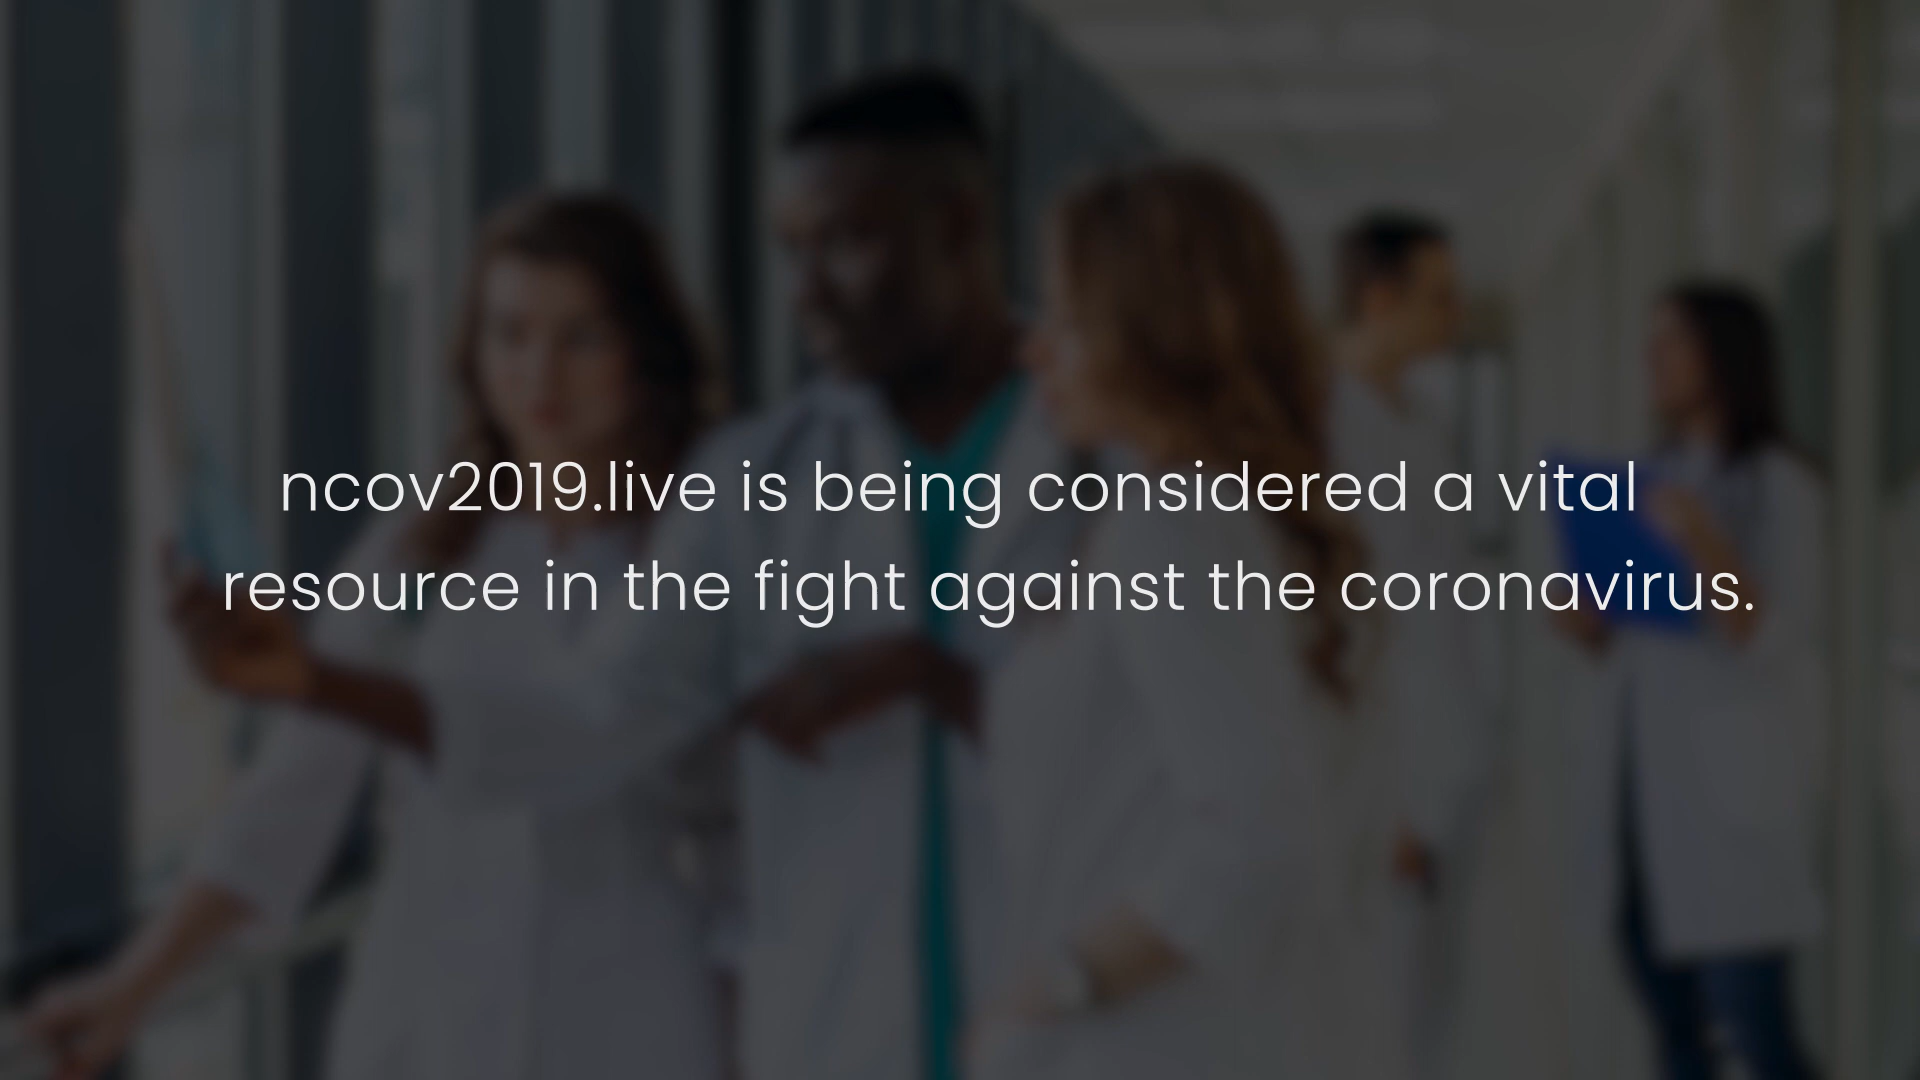 ncov2019.live is being considered a vital
resource in the fight against the coronavirus.